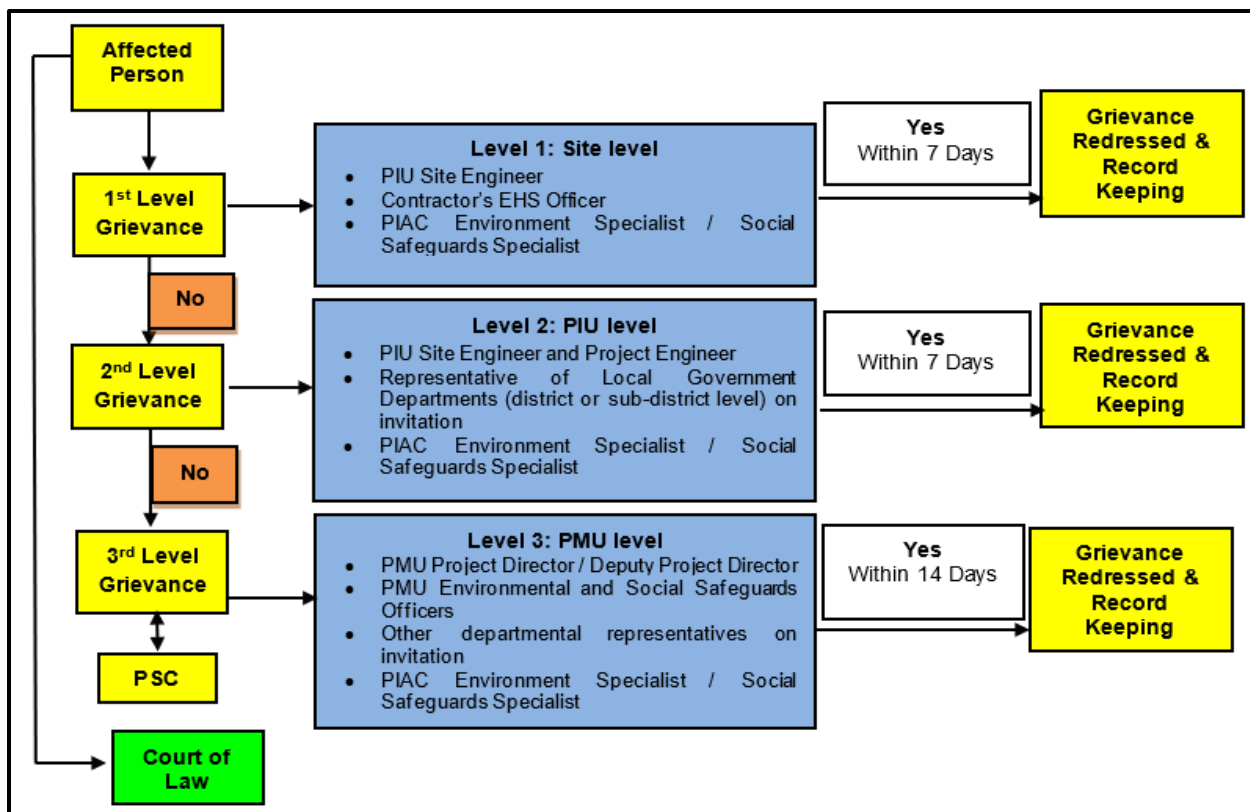 Affected
Person
1st Level
Grievance
Level 1: Site level
• PIU Site Engineer
• Contractor's EHS Officer
• PIAC Environment Specialist / Social
Safeguards Specialist
Yes
Within 7 Days
Grievance
Redressed &
Record
Keeping
No
2nd Level
Grievance
Level 2: PIU level
• PIU Site Engineer and Project Engineer
• Representative of Local Government
Departments (district or sub-district level) on
invitation
• PIAC Environment Specialist / Social
Safeguards Specialist
Yes
Within 7 Days
Grievance
Redressed &
Record
Keeping
No
3rd Level
Grievance
Level 3: PMU level
• PMU Project Director / Deputy Project Director
• PMU Environmental and Social Safeguards
Officers
• Other departmental representatives on
invitation
• PIAC Environment Specialist / Social
Safeguards Specialist
Yes
Within 14 Days
Grievance
Redressed &
Record
Keeping
PSC
Court of
Law